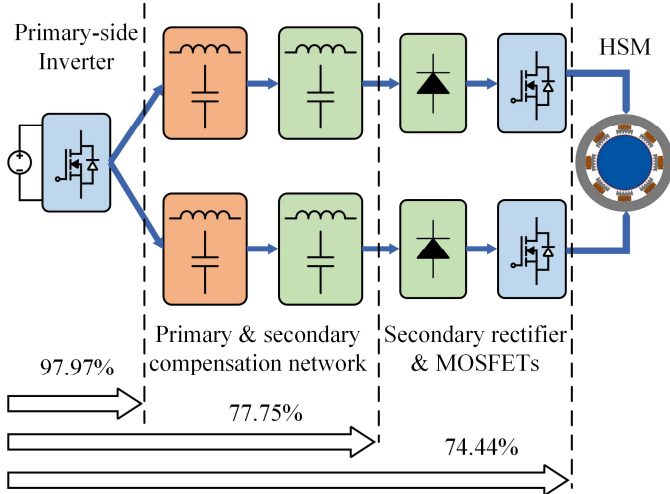 Primary-side
Inverter
HSM
Primary & secondary
compensation network
Secondary rectifier
& MOSFETs
97.97%
77.75%
74.44%